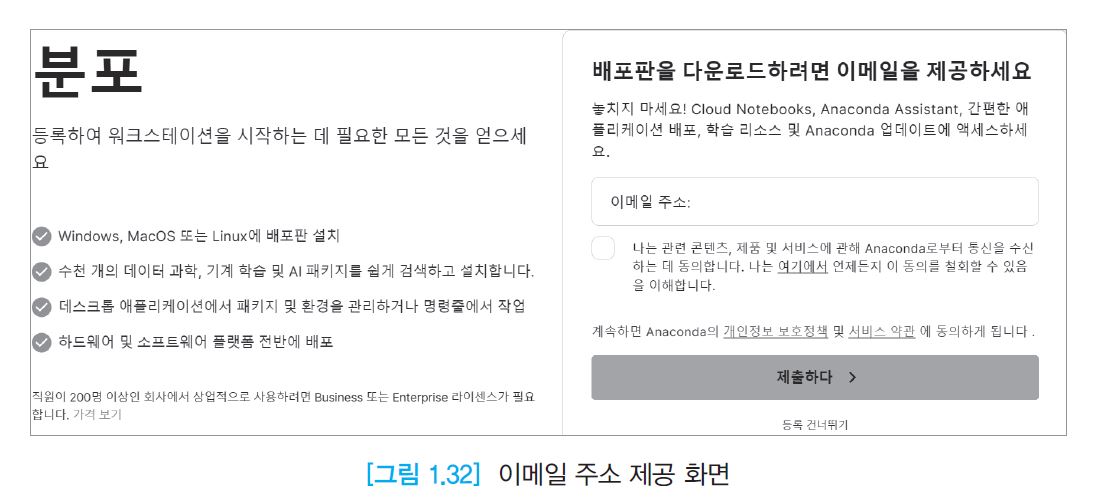 분포
등록하여 워크스테이션을 시작하는 데 필요한 모든 것을 얻으세
요
Windows, MacOS 또는 Linux에 배포판 설치
수천 개의 데이터 과학, 기계 학습 및 AI 패키지를 쉽게 검색하고 설치합니다.
데스크톱 애플리케이션에서 패키지 및 환경을 관리하거나 명령줄에서 작업
하드웨어 및 소프트웨어 플랫폼 전반에 배포
직원이 200명 이상인 회사에서 상업적으로 사용하려면 Business 또는 Enterprise 라이센스가 필요
합니다. 가격 보기
배포판을 다운로드하려면 이메일을 제공하세요
놓치지 마세요! Cloud Notebooks, Anaconda Assistant, 간편한 애
플리케이션 배포, 학습 리소스 및 Anaconda 업데이트에 액세스하세
요.
이메일 주소:
나는 관련 콘텐츠, 제품 및 서비스에 관해 Anaconda로부터 통신을 수신
하는 데 동의합니다. 나는 여기에서 언제든지 이 동의를 철회할 수 있음
을 이해합니다.
계속하면 Anaconda의 개인정보 보호정책 및 서비스 약관 에 동의하게 됩니다 .
제출하다 >
등록 건너뛰기
[그림 1.32] 이메일 주소 제공 화면